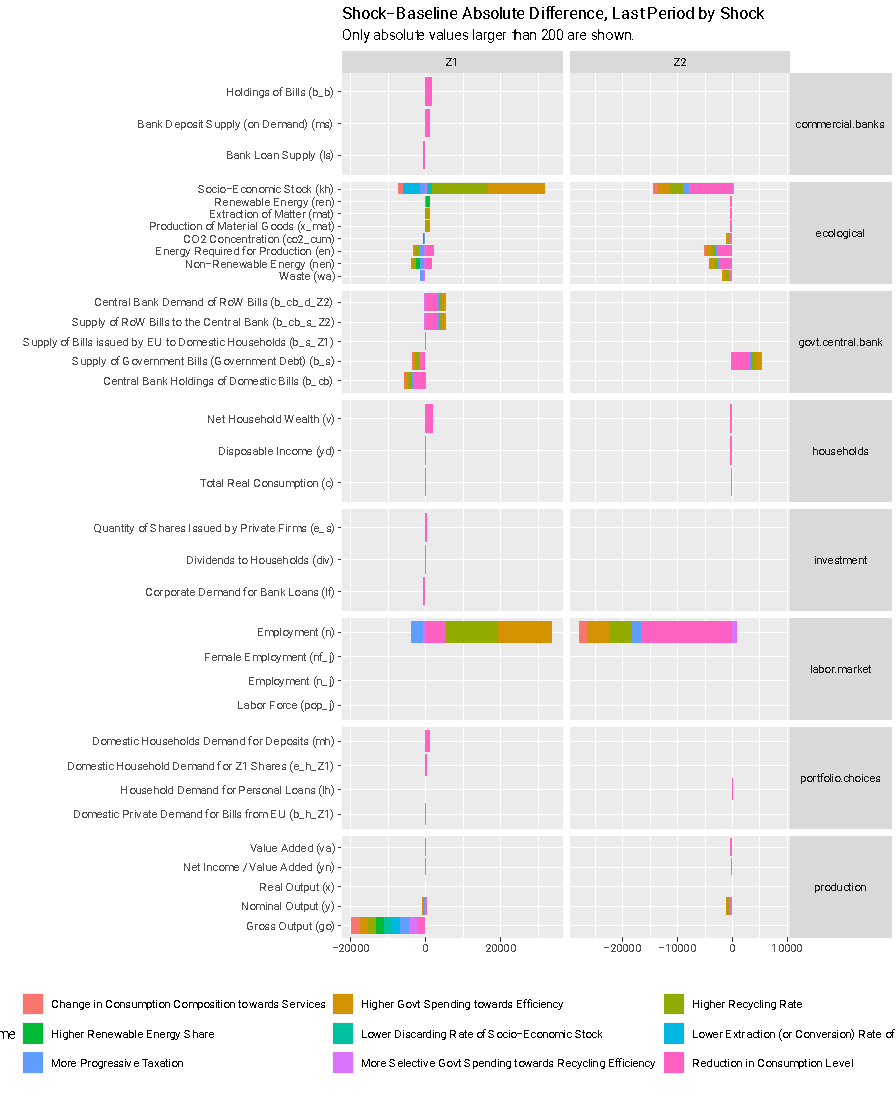 Shock-Baseline Absolute Difference, Last Period by Shock
Only absolute values larger than 200 are shown.
Z1
Z2
Holdings of Bills (b_b)
Bank Deposit Supply (on Demand) (ms)
Bank Loan Supply (ls)
commercial.banks
Socio-Economic Stock (kh)
Renewable Energy (ren)
Extraction of Matter (mat)
Production of Material Goods (x_mat)
CO2 Concentration (co2_cum)
Energy Required for Production (en)
Non-Renewable Energy (nen)
Waste (wa)
ecological
Central Bank Demand of RoW Bills (b_cb_d_Z2)
Supply of RoW Bills to the Central Bank (b_cb_s_Z2)
Supply of Bills issued by EU to Domestic Households (b_s_Z1)
Supply of Government Bills (Government Debt) (b_s)
Central Bank Holdings of Domestic Bills (b_cb)
govt.central.bank
Net Household Wealth (v)
Disposable Income (yd)
Total Real Consumption (c)
households
Quantity of Shares Issued by Private Firms (e_s)
Dividends to Households (div)
Corporate Demand for Bank Loans (lf)
investment
Employment (n)
Female Employment (nf_j)
Employment (n_j)
Labor Force (pop_j)
labor.market
Domestic Households Demand for Deposits (mh)
Domestic Household Demand for Z1 Shares (e_h_Z1)
Household Demand for Personal Loans (lh)
Domestic Private Demand for Bills from EU (b_h_Z1)
portfolio.choices
Value Added (va)
Net Income / Value Added (yn)
Real Output (x)
Nominal Output (y)
Gross Output (go)
production
-20000 0 20000 -20000 -10000 0 10000
Change in Consumption Composition towards Services Higher Govt Spending towards Efficiency Higher Recycling Rate
me Higher Renewable Energy Share Lower Discarding Rate of Socio-Economic Stock Lower Extraction (or Conversion) Rate of
More Progressive Taxation More Selective Govt Spending towards Recycling Efficiency Reduction in Consumption Level